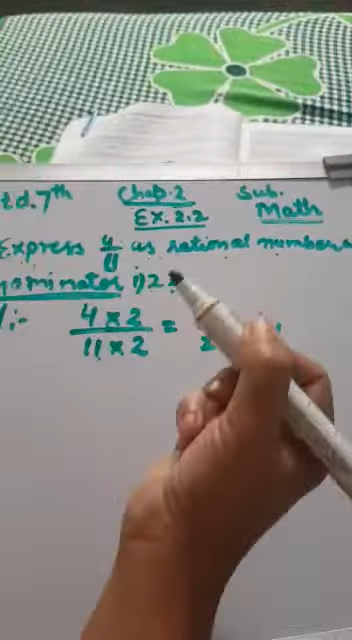 td. 7th Chap. 2 Sub.
EX. 2.2 Math
Express 4/11 as rational number
nominator i) 22
:- 4 × 2 / 11 × 2 =